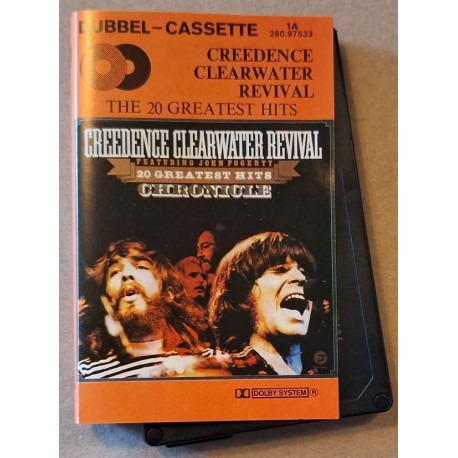 DUBBEL-CASSETTE
1A
280.97533
CREEDENCE
CLEARWATER
REVIVAL
THE 20 GREATEST HITS
CREEDENCE CLEARWATER REVIVAL
FEATURING JOHN FOGERTY
20 GREATEST HITS
CHRONICLE
DOLBY SYSTEM ®